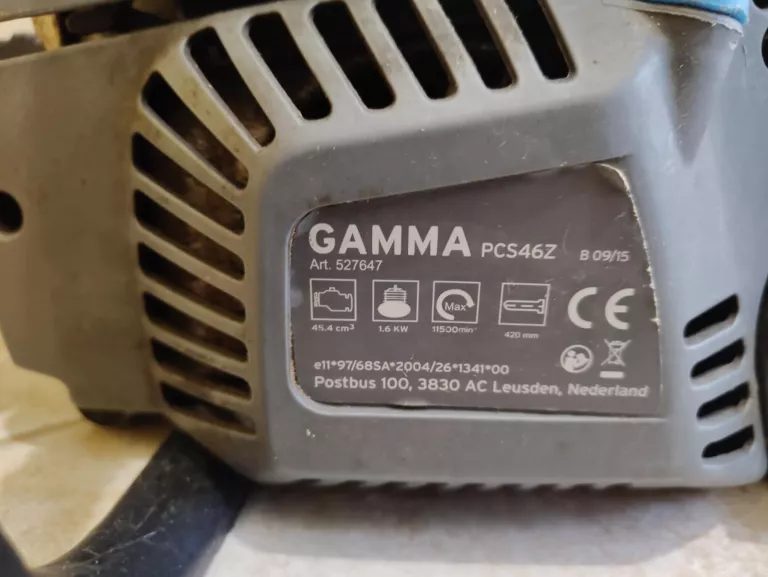 GAMMA PCS46Z B 09/15
Art. 527647
Max
45.4 cm³ 1.6 KW 11500min⁻ 420 mm
CE
e11*97/68SA*2004/26*1341*00
Postbus 100, 3830 AC Leusden, Nederland